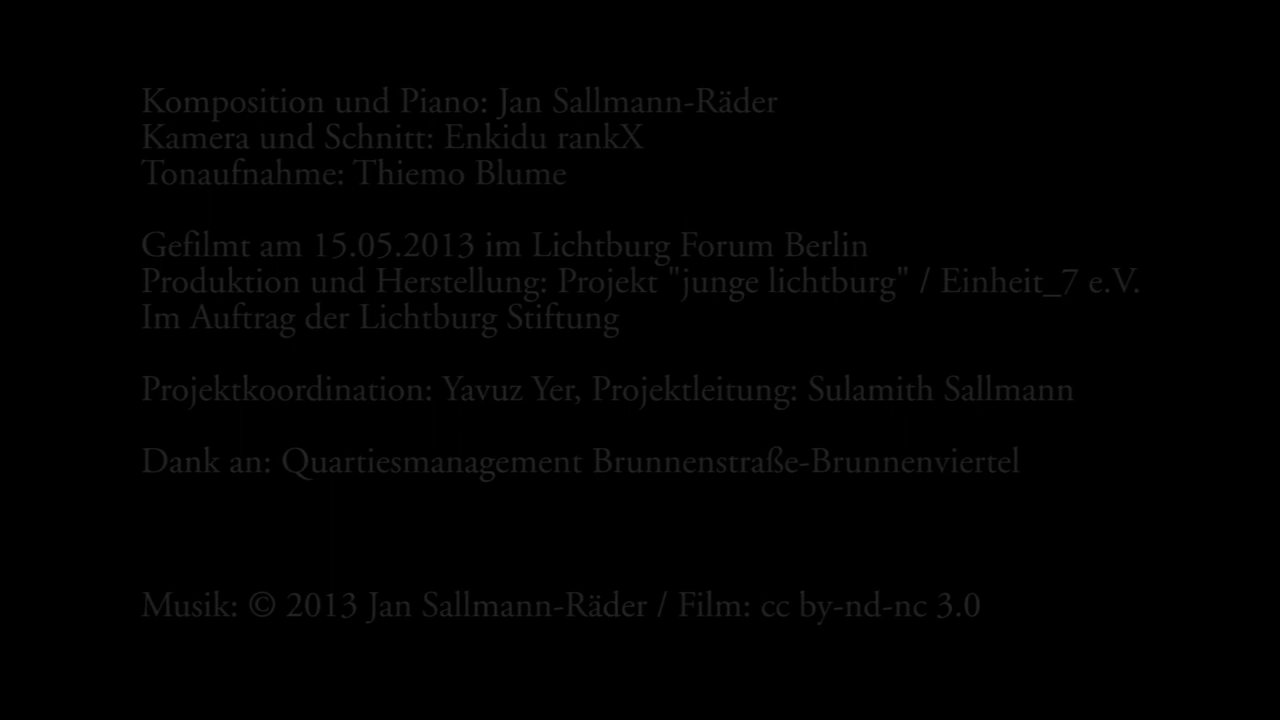 Komposition und Piano: Jan Sallmann-Räder
Kamera und Schnitt: Enkidu rankX
Tonaufnahme: Thiemo Blume
Gefilmt am 15.05.2013 im Lichtburg Forum Berlin
Produktion und Herstellung: Projekt "junge lichtburg" / Einheit_7 e.V.
Im Auftrag der Lichtburg Stiftung
Projektkoordination: Yavuz Yer, Projektleitung: Sulamith Sallmann
Dank an: Quartiesmanagement Brunnenstraße-Brunnenviertel
Musik: © 2013 Jan Sallmann-Räder / Film: cc by-nd-nc 3.0